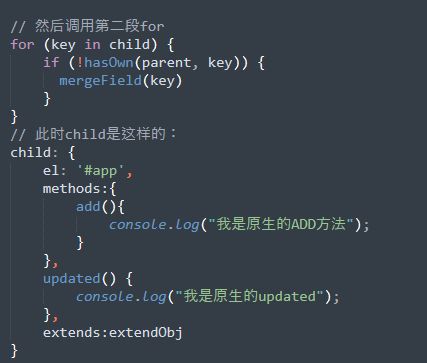 // 然后调用第二段for
for (key in child) {
    if (!hasOwn(parent, key)) {
      mergeField(key)
    }
}
// 此时child是这样的：
child: {
    el: '#app',
    methods:{
        add(){
            console.log("我是原生的ADD方法");
        }
    },
    updated() {
        console.log("我是原生的updated");
    },
    extends:extendObj
}